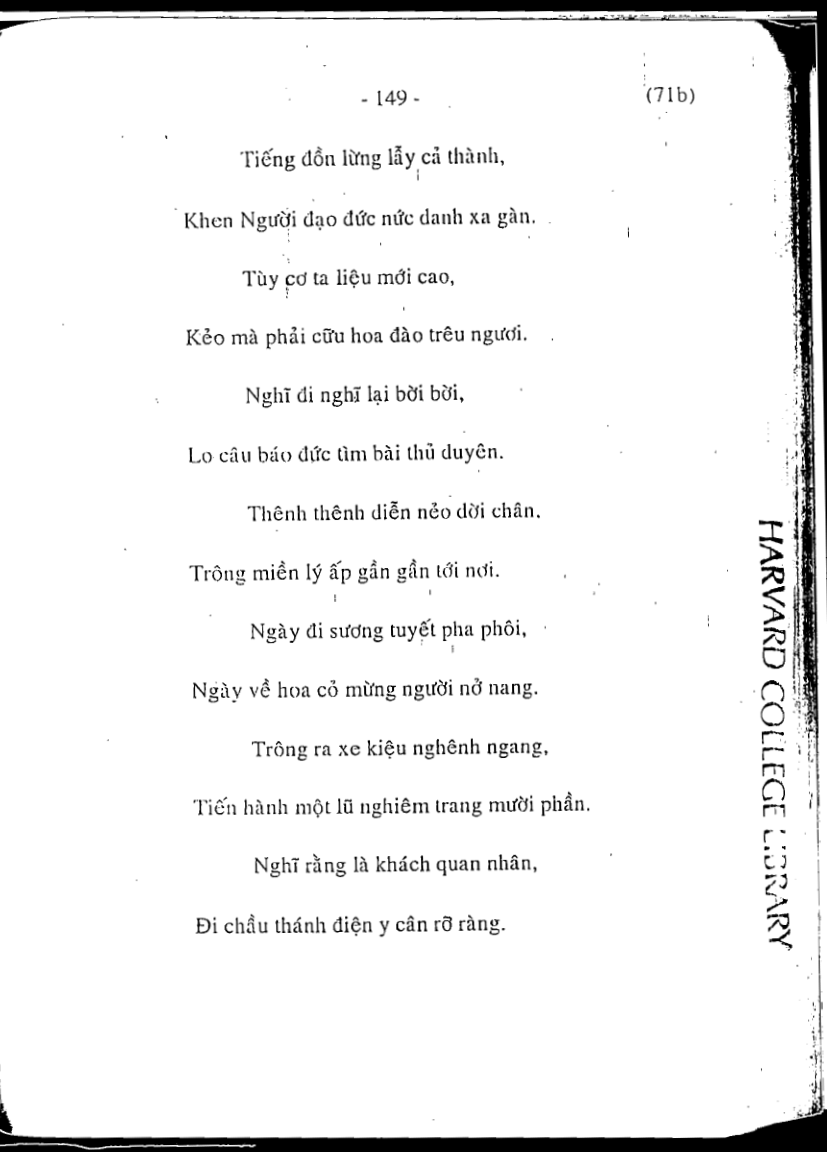 - 149 - (71b)
Tiếng đồn lừng lẫy cả thành,
Khen Người đạo đức nức danh xa gàn.
Tùy cơ ta liệu mới cao,
Kẻo mà phải cữu hoa đào trêu ngươi.
Nghĩ đi nghĩ lại bời bời,
Lo câu báo đức tìm bài thủ duyên.
Thênh thênh diễn nẻo dời chân.
Trông miền lý ấp gần gần tới nơi.
Ngày đi sương tuyết pha phôi,
Ngày về hoa cỏ mừng người nở nang.
Trông ra xe kiệu nghênh ngang,
Tiến hành một lũ nghiêm trang mười phần.
Nghĩ rằng là khách quan nhân,
Đi chầu thánh điện y cân rỡ ràng.
HARVARD COLLEGE LIBRARY